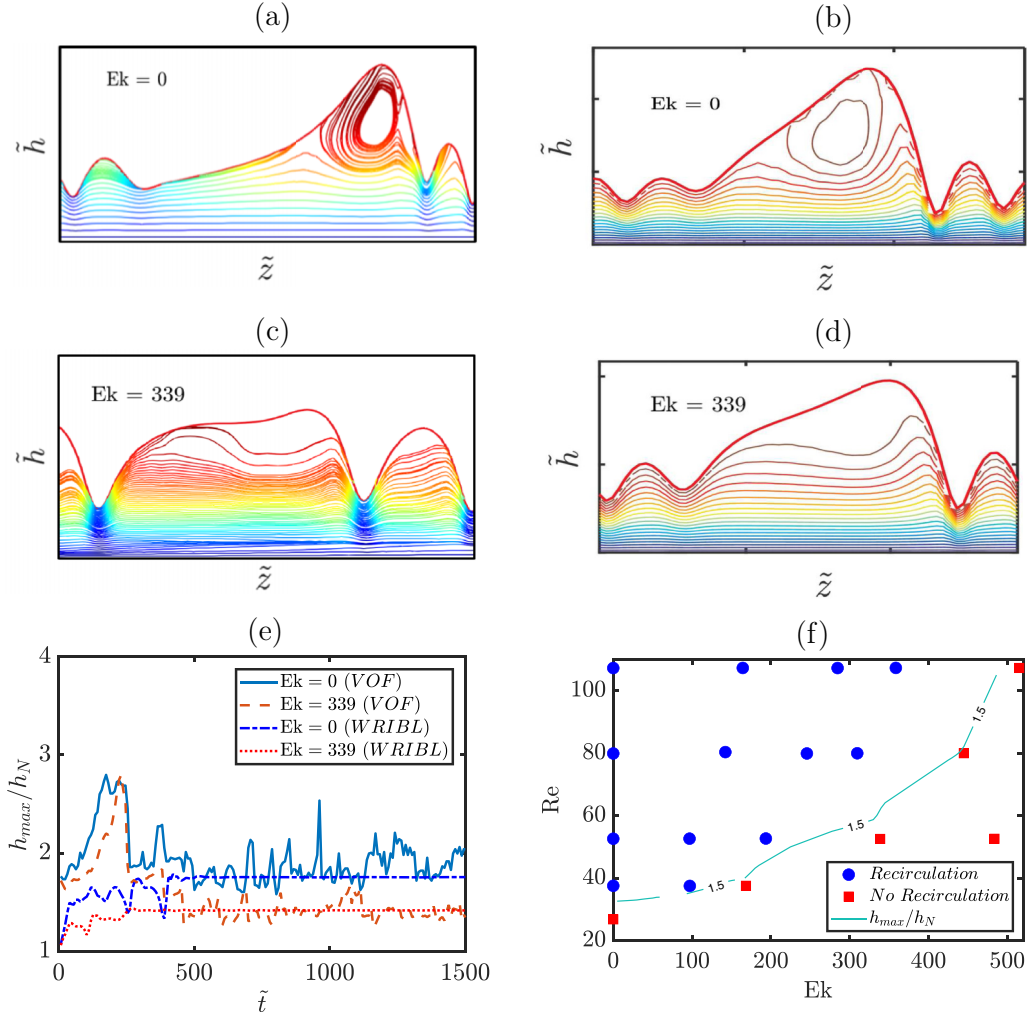 (a)
Ek = 0
h̃
z̃
(b)
Ek = 0
h̃
z̃
(c)
Ek = 339
h̃
z̃
(d)
Ek = 339
h̃
z̃
(e)
4
3
2
1
h_max/h_N
Ek = 0 (VOF)
Ek = 339 (VOF)
Ek = 0 (WRIBL)
Ek = 339 (WRIBL)
0 500 1000 1500
t̃
(f)
100
80
60
40
20
Re
1.5
1.5
1.5
Recirculation
No Recirculation
h_max/h_N
0 100 200 300 400 500
Ek